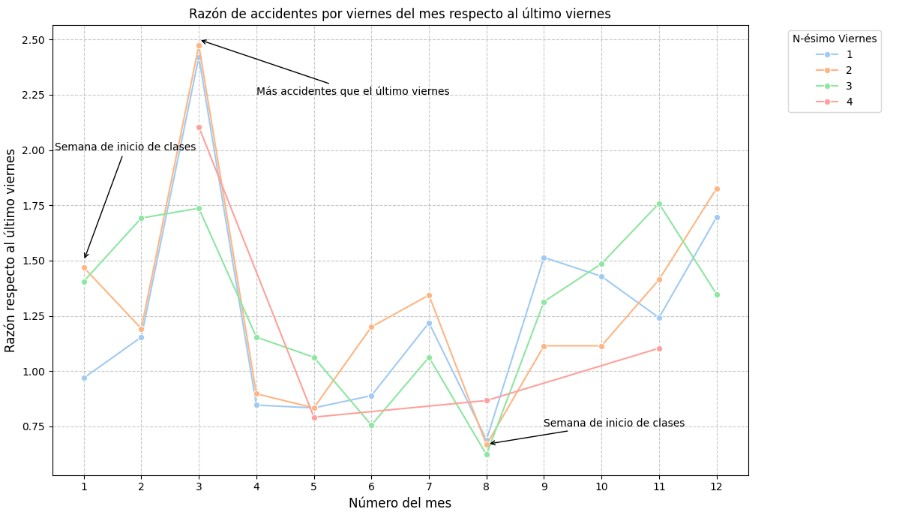 Razón de accidentes por viernes del mes respecto al último viernes
Razón respecto al último viernes
2.50
2.25
2.00
1.75
1.50
1.25
1.00
0.75
Más accidentes que el último viernes
Semana de inicio de clases
Semana de inicio de clases
1 2 3 4 5 6 7 8 9 10 11 12
Número del mes
N-ésimo Viernes
1
2
3
4